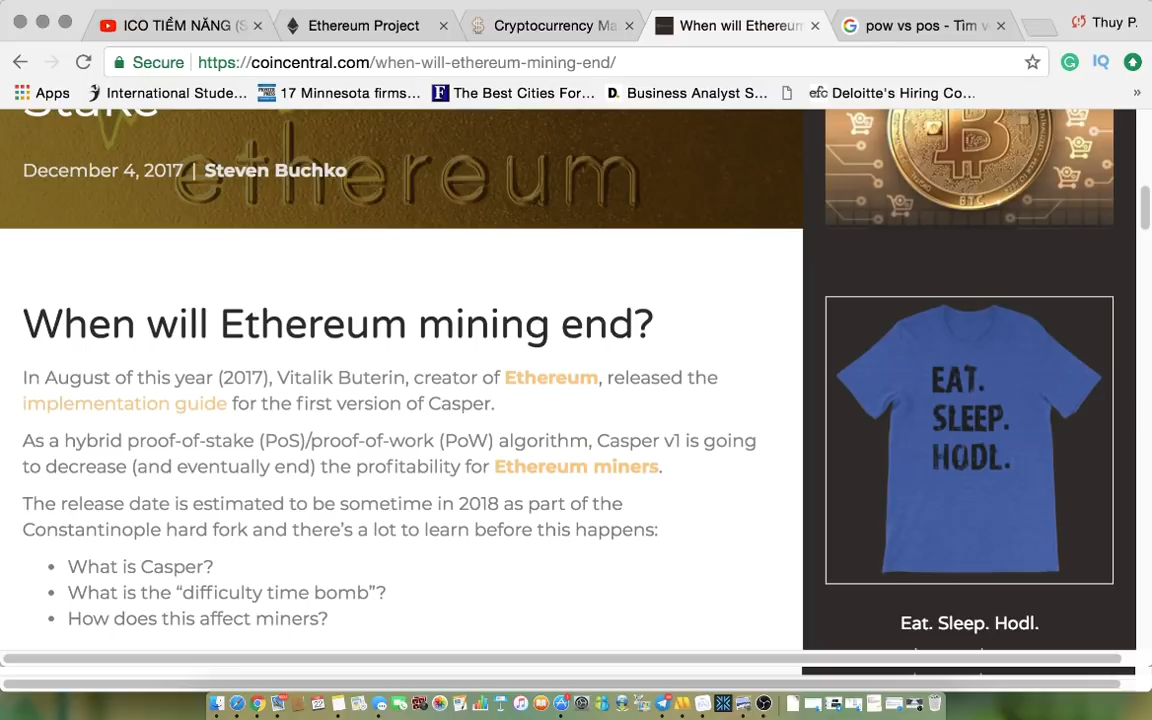 ICO TIỀM NĂNG (S
Ethereum Project
Cryptocurrency Ma
When will Ethereum
pow vs pos - Tìm v
Thuy P.
Secure
https://coincentral.com/when-will-ethereum-mining-end/
IQ
Apps
International Stude...
17 Minnesota firms...
F
The Best Cities For...
D.
Business Analyst S...
efc
Deloitte's Hiring Co...
»
Stake
December 4, 2017 | Steven Buchko
ethereum
B
BTC
When will Ethereum mining end?
In August of this year (2017), Vitalik Buterin, creator of Ethereum, released the
implementation guide for the first version of Casper.
As a hybrid proof-of-stake (PoS)/proof-of-work (PoW) algorithm, Casper v1 is going
to decrease (and eventually end) the profitability for Ethereum miners.
The release date is estimated to be sometime in 2018 as part of the
Constantinople hard fork and there's a lot to learn before this happens:
• What is Casper?
• What is the “difficulty time bomb”?
• How does this affect miners?
EAT.
SLEEP.
HODL.
Eat. Sleep. Hodl.